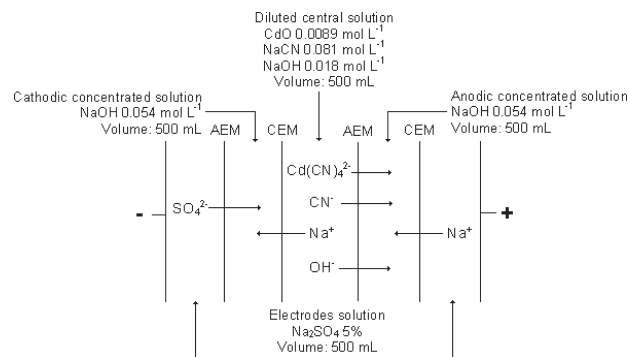 Diluted central solution
CdO 0.0089 mol L⁻¹
NaCN 0.081 mol L⁻¹
NaOH 0.018 mol L⁻¹
Volume: 500 mL
Cathodic concentrated solution
NaOH 0.054 mol L⁻¹
Volume: 500 mL
Anodic concentrated solution
NaOH 0.054 mol L⁻¹
Volume: 500 mL
AEM CEM AEM CEM
Cd(CN)₄²⁻
SO₄²⁻
CN⁻
- +
Na⁺ Na⁺
OH⁻
Electrodes solution
Na₂SO₄ 5%
Volume: 500 mL